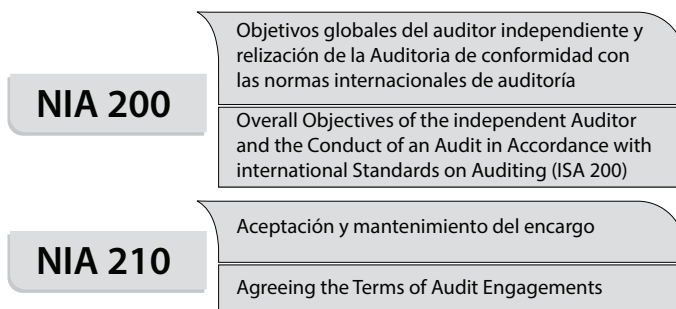 NIA 200
Objetivos globales del auditor independiente y
relización de la Auditoria de conformidad con
las normas internacionales de auditoría
Overall Objectives of the independent Auditor
and the Conduct of an Audit in Accordance with
international Standards on Auditing (ISA 200)
NIA 210
Aceptación y mantenimiento del encargo
Agreeing the Terms of Audit Engagements